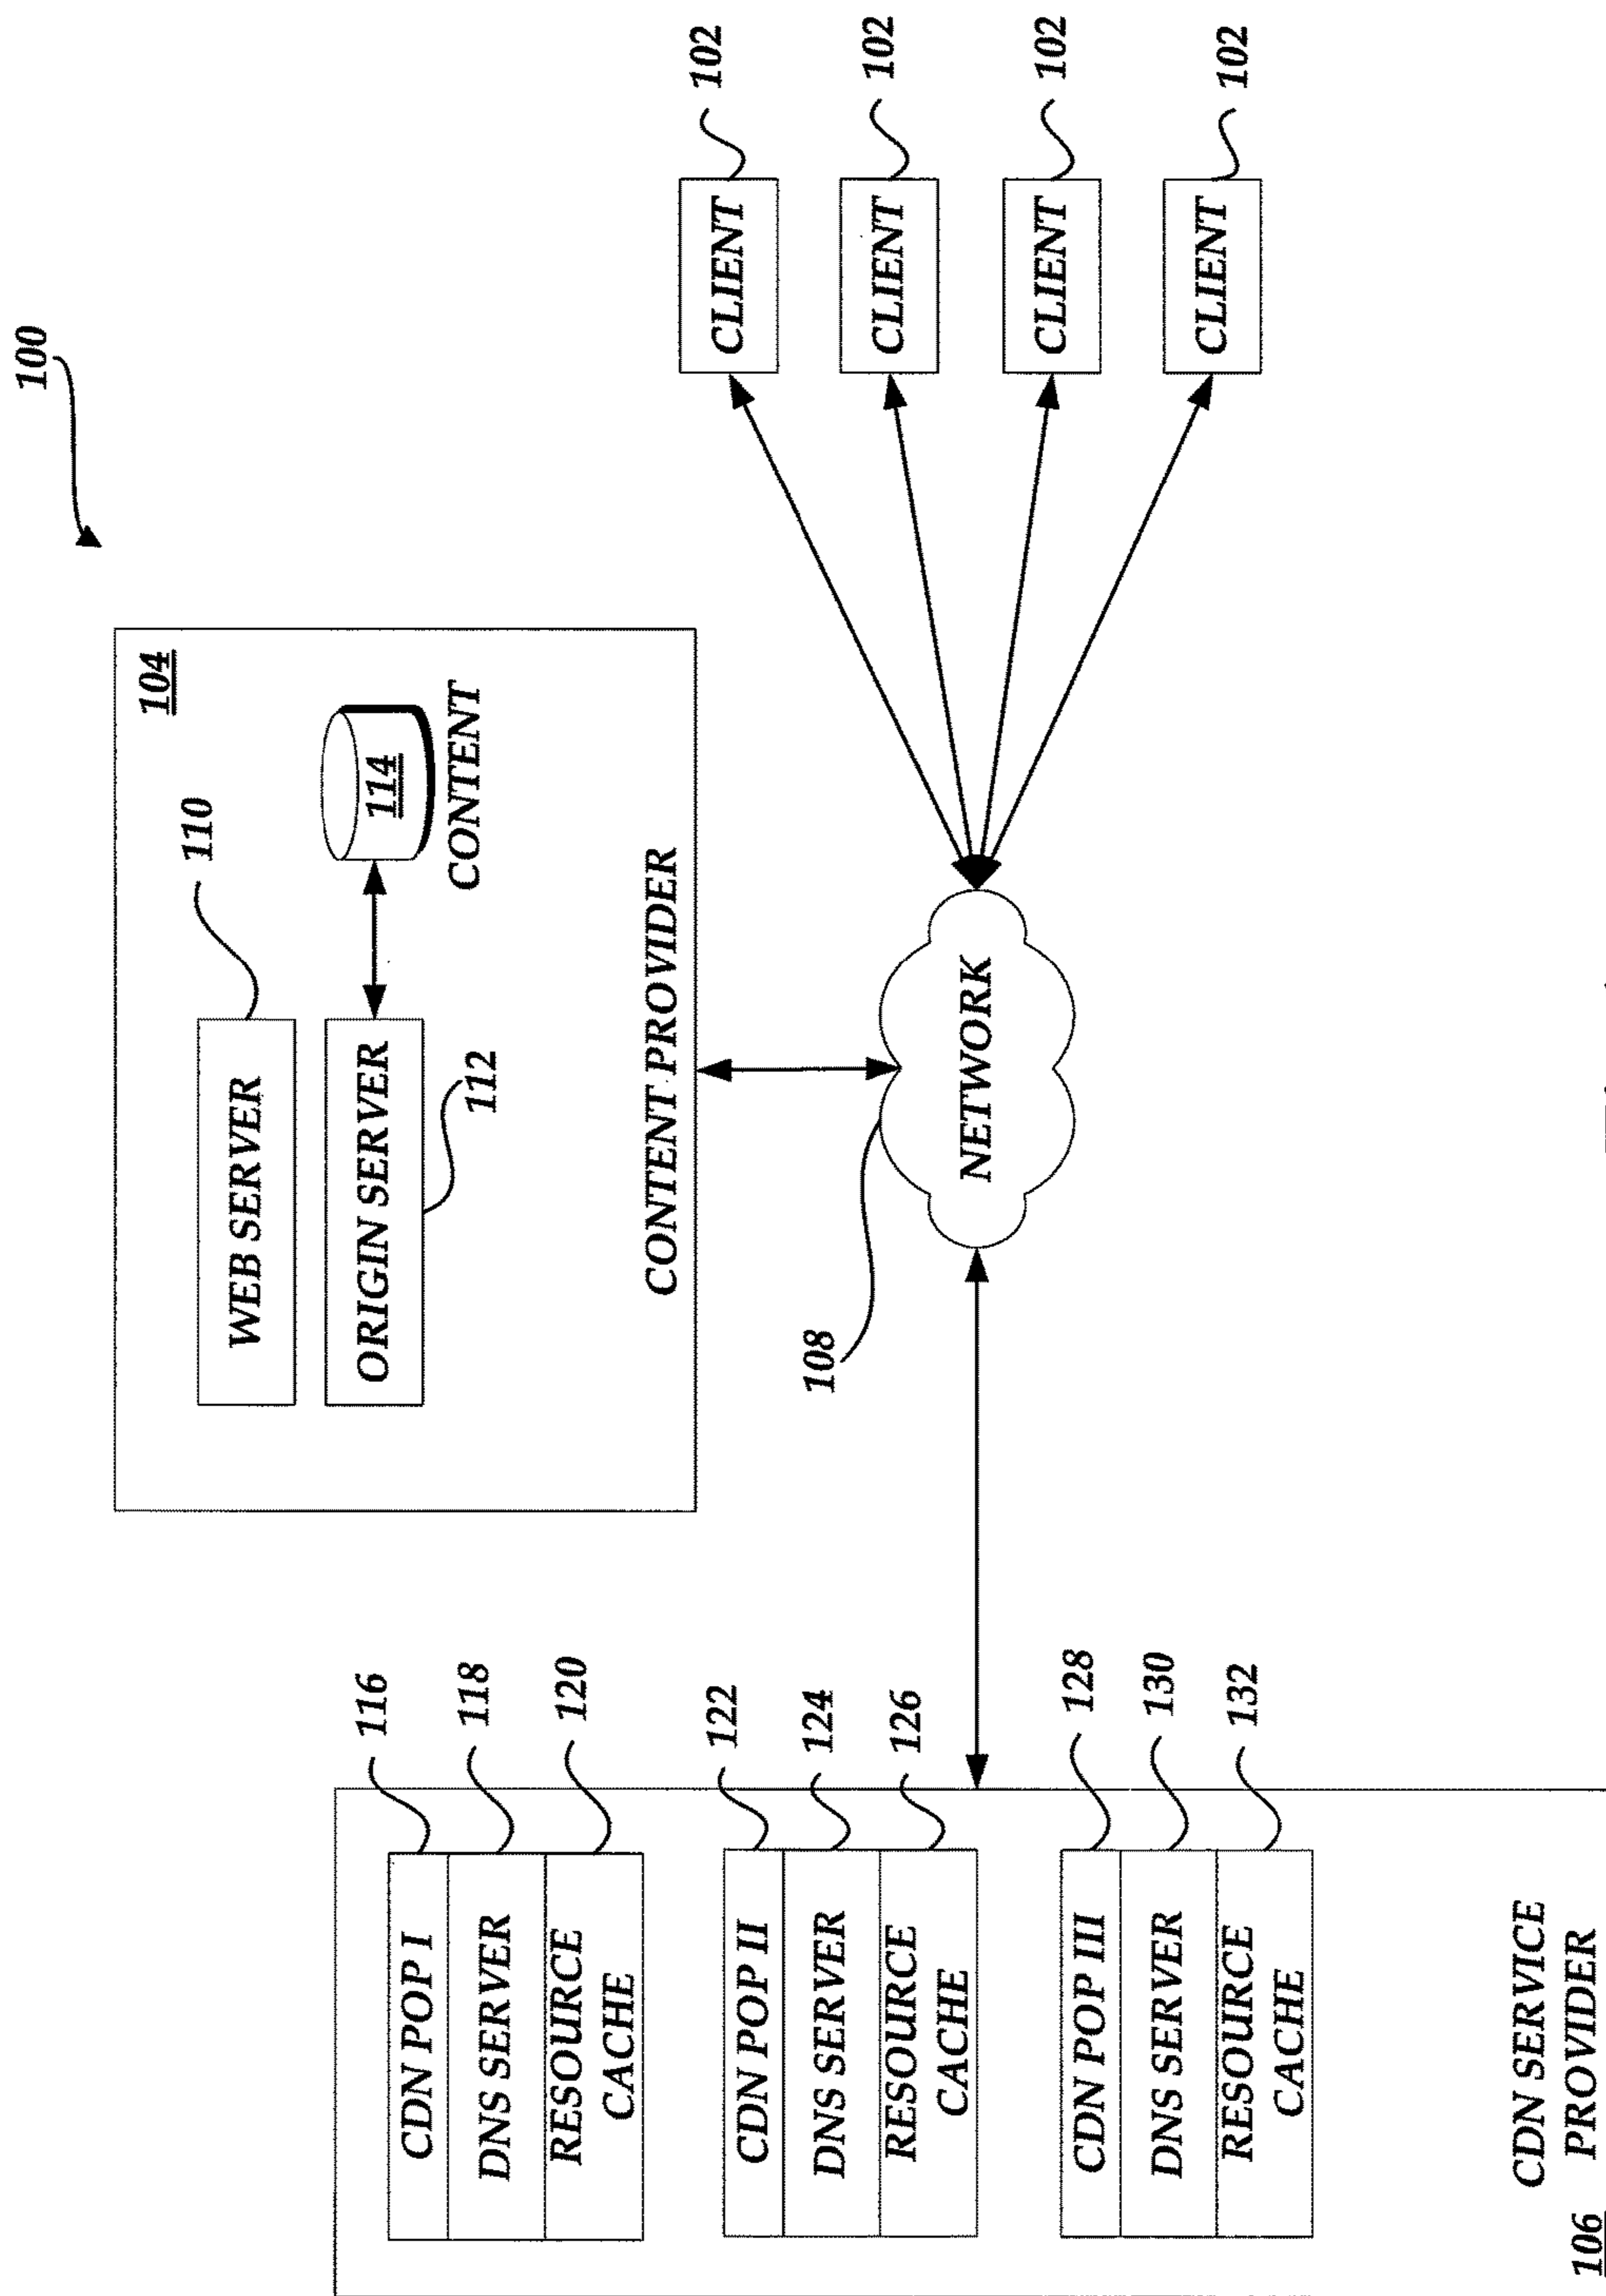 100
104
110
WEB SERVER
ORIGIN SERVER
112
114
CONTENT
CONTENT PROVIDER
116
CDN POP I
118
DNS SERVER
120
RESOURCE
CACHE
122
CDN POP II
124
DNS SERVER
126
RESOURCE
CACHE
128
CDN POP III
130
DNS SERVER
132
RESOURCE
CACHE
CDN SERVICE
106 PROVIDER
108
NETWORK
CLIENT 102
CLIENT 102
CLIENT 102
CLIENT 102